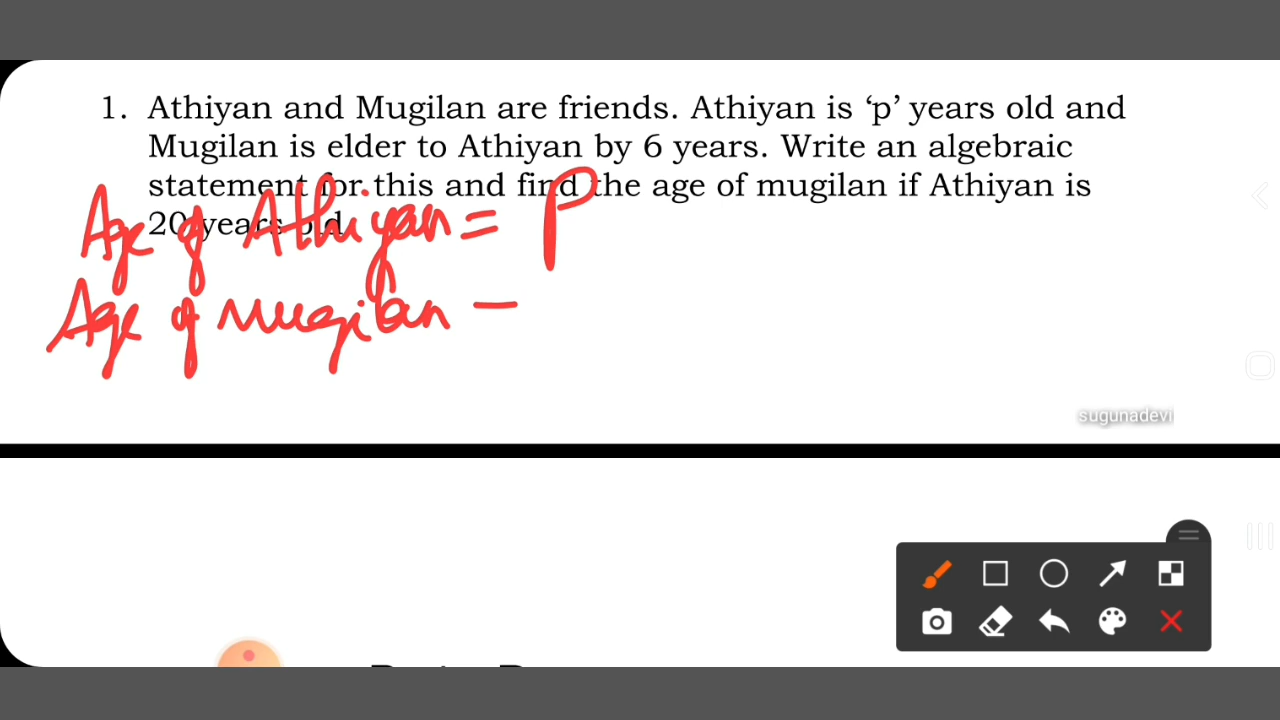 1. Athiyan and Mugilan are friends. Athiyan is ‘p’ years old and
Mugilan is elder to Athiyan by 6 years. Write an algebraic
statement for this and find the age of mugilan if Athiyan is
20 years old.
Age of Athiyan = P
Age of Mugilan –
sugunadevi